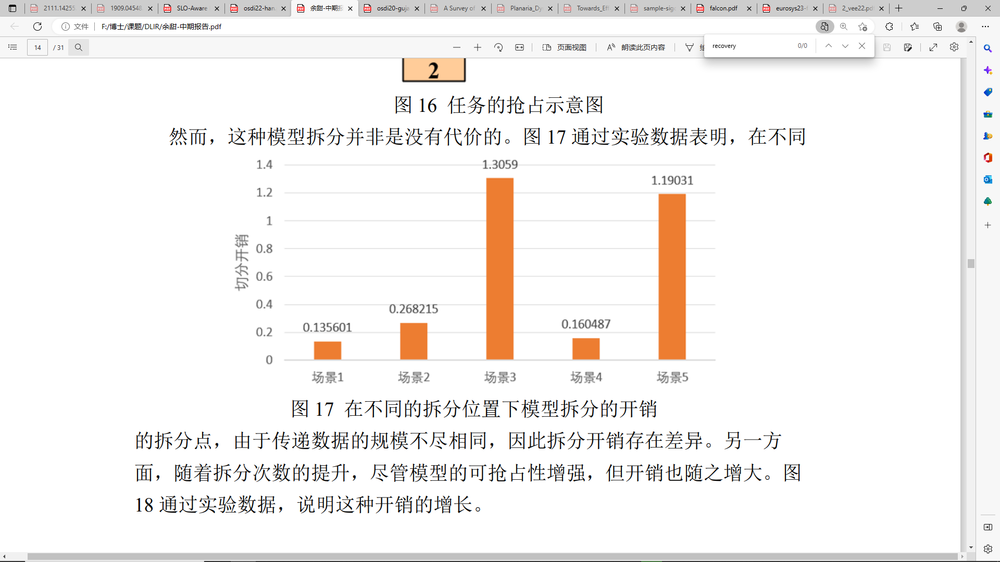 2111.14255
1909.04548
SLO-Aware
osdi22-han
余甜-中期报
osdi20-guja
A Survey of
Planaria_Dy
Towards_Eff
sample-sigc
falcon.pdf
eurosys23-f
2_vee22.pd
文件
F:/博士/课题/DLIR/余甜-中期报告.pdf
14 / 31
页面视图
朗读此页内容
recovery
0/0
2
图 16 任务的抢占示意图
然而，这种模型拆分并非是没有代价的。图 17 通过实验数据表明，在不同
切分开销
1.4
1.2
1
0.8
0.6
0.4
0.2
0
0.135601
0.268215
1.3059
0.160487
1.19031
场景1
场景2
场景3
场景4
场景5
图 17 在不同的拆分位置下模型拆分的开销
的拆分点，由于传递数据的规模不尽相同，因此拆分开销存在差异。另一方
面，随着拆分次数的提升，尽管模型的可抢占性增强，但开销也随之增大。图
18 通过实验数据，说明这种开销的增长。